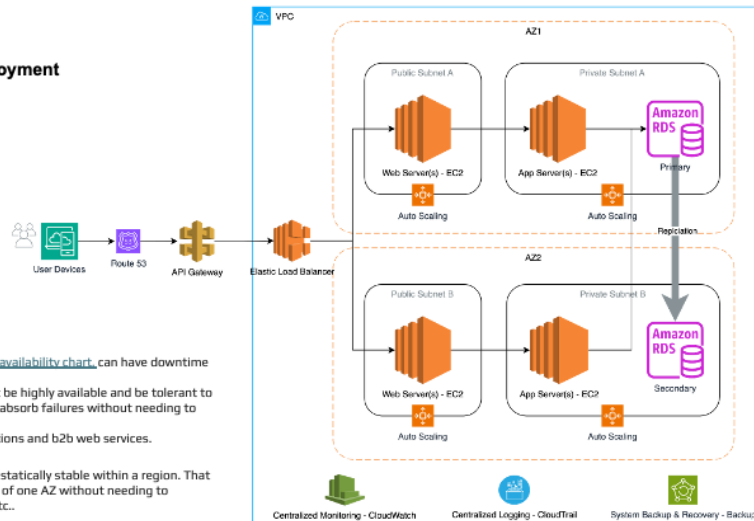 VPC
AZ1
oyment
Public Subnet A
Private Subnet A
Amazon
RDS
Web Server(s) - EC2
App Server(s) - EC2
Primary
Auto Scaling
Auto Scaling
Replciation
User Devices
Route 53
API Gateway
Elastic Load Balancer
AZ2
Public Subnet B
Private Subnet B
Amazon
RDS
Web Server(s) - EC2
App Server(s) - EC2
Secondary
Auto Scaling
Auto Scaling
availability chart, can have downtime
be highly available and be tolerant to
absorb failures without needing to
ions and b2b web services.
statically stable within a region. That
of one AZ without needing to
tc..
Centralized Monitoring - CloudWatch
Centralized Logging - CloudTrail
System Backup & Recovery - Backup